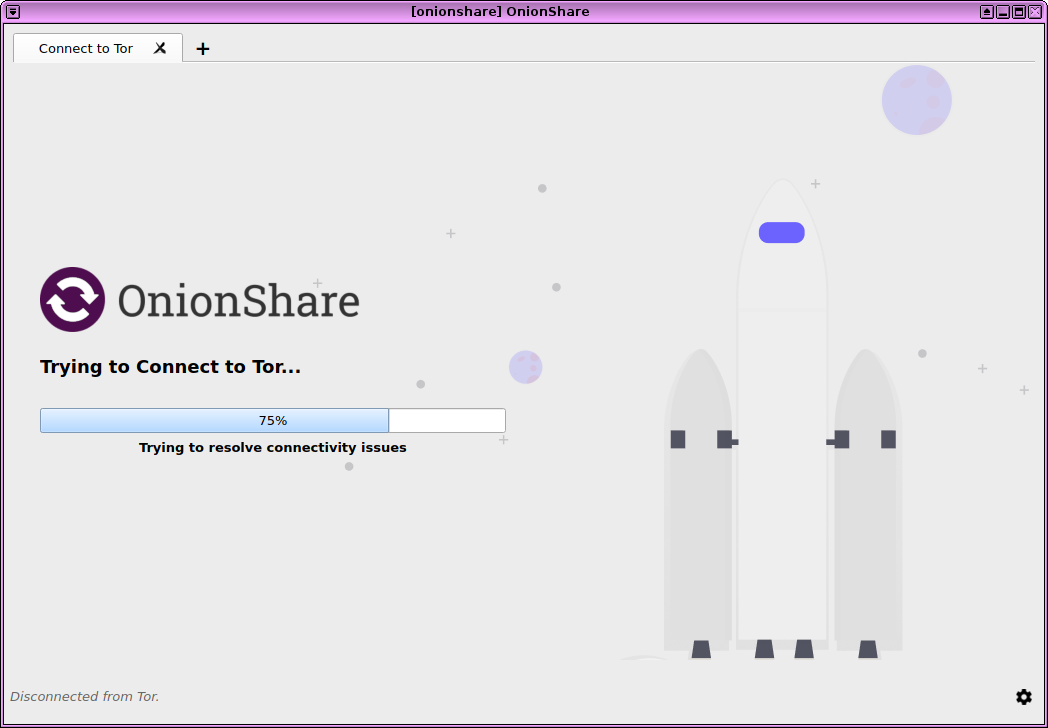 [onionshare] OnionShare
Connect to Tor
OnionShare
Trying to Connect to Tor...
75%
Trying to resolve connectivity issues
Disconnected from Tor.